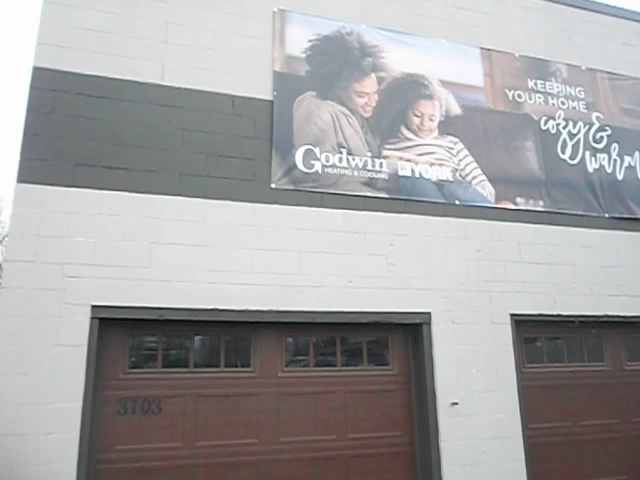 KEEPING
YOUR HOME
cozy &
warm
Godwin
HEATING & COOLING
YORK
3703